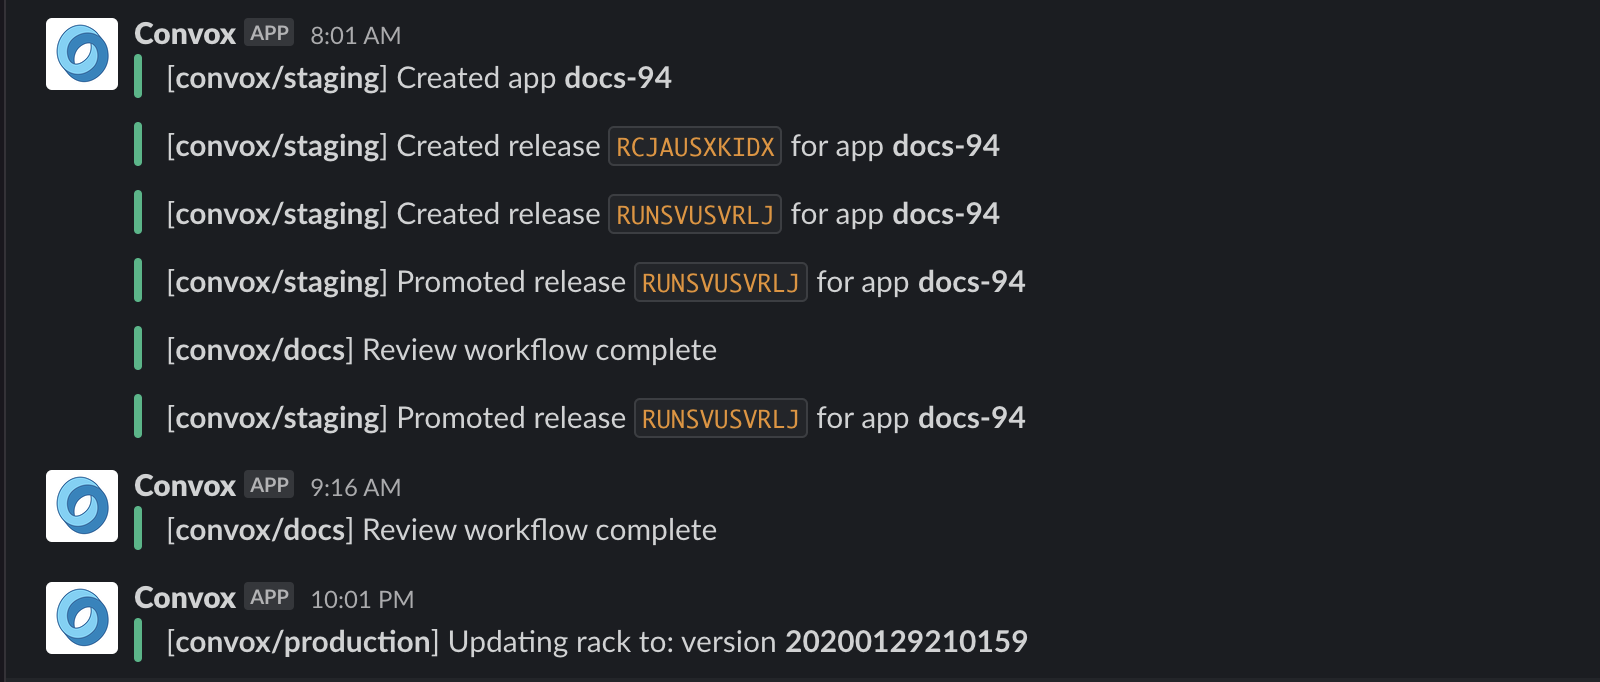 Convox APP 8:01 AM
[convox/staging] Created app docs-94
[convox/staging] Created release RCJAUSXKIDX for app docs-94
[convox/staging] Created release RUNSVUSVRLJ for app docs-94
[convox/staging] Promoted release RUNSVUSVRLJ for app docs-94
[convox/docs] Review workflow complete
[convox/staging] Promoted release RUNSVUSVRLJ for app docs-94
Convox APP 9:16 AM
[convox/docs] Review workflow complete
Convox APP 10:01 PM
[convox/production] Updating rack to: version 20200129210159